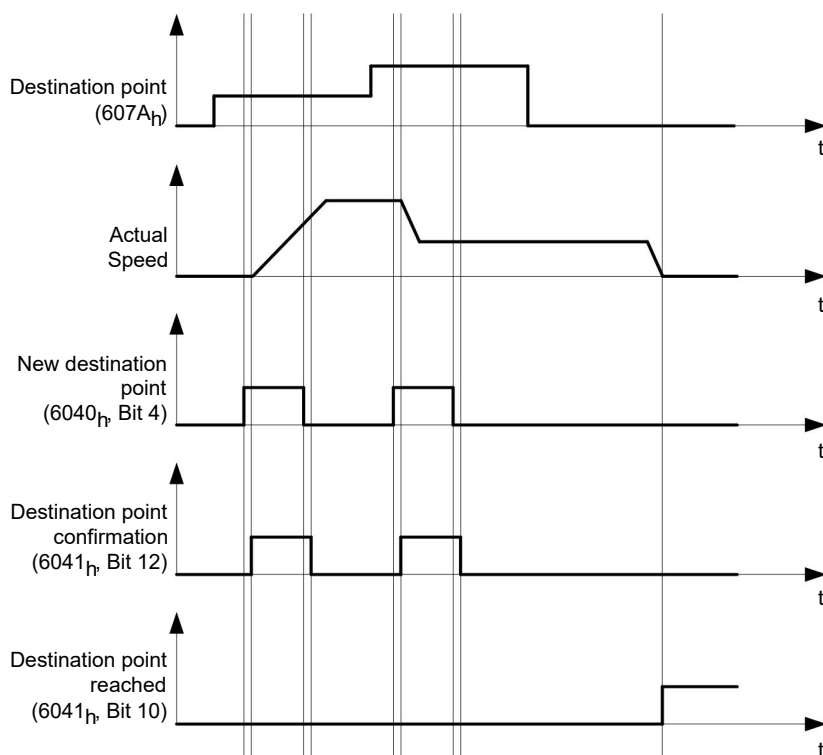 Destination point
(607Ah)
t
Actual
Speed
t
New destination
point
(6040h, Bit 4)
t
Destination point
confirmation
(6041h, Bit 12)
t
Destination point
reached
(6041h, Bit 10)
t